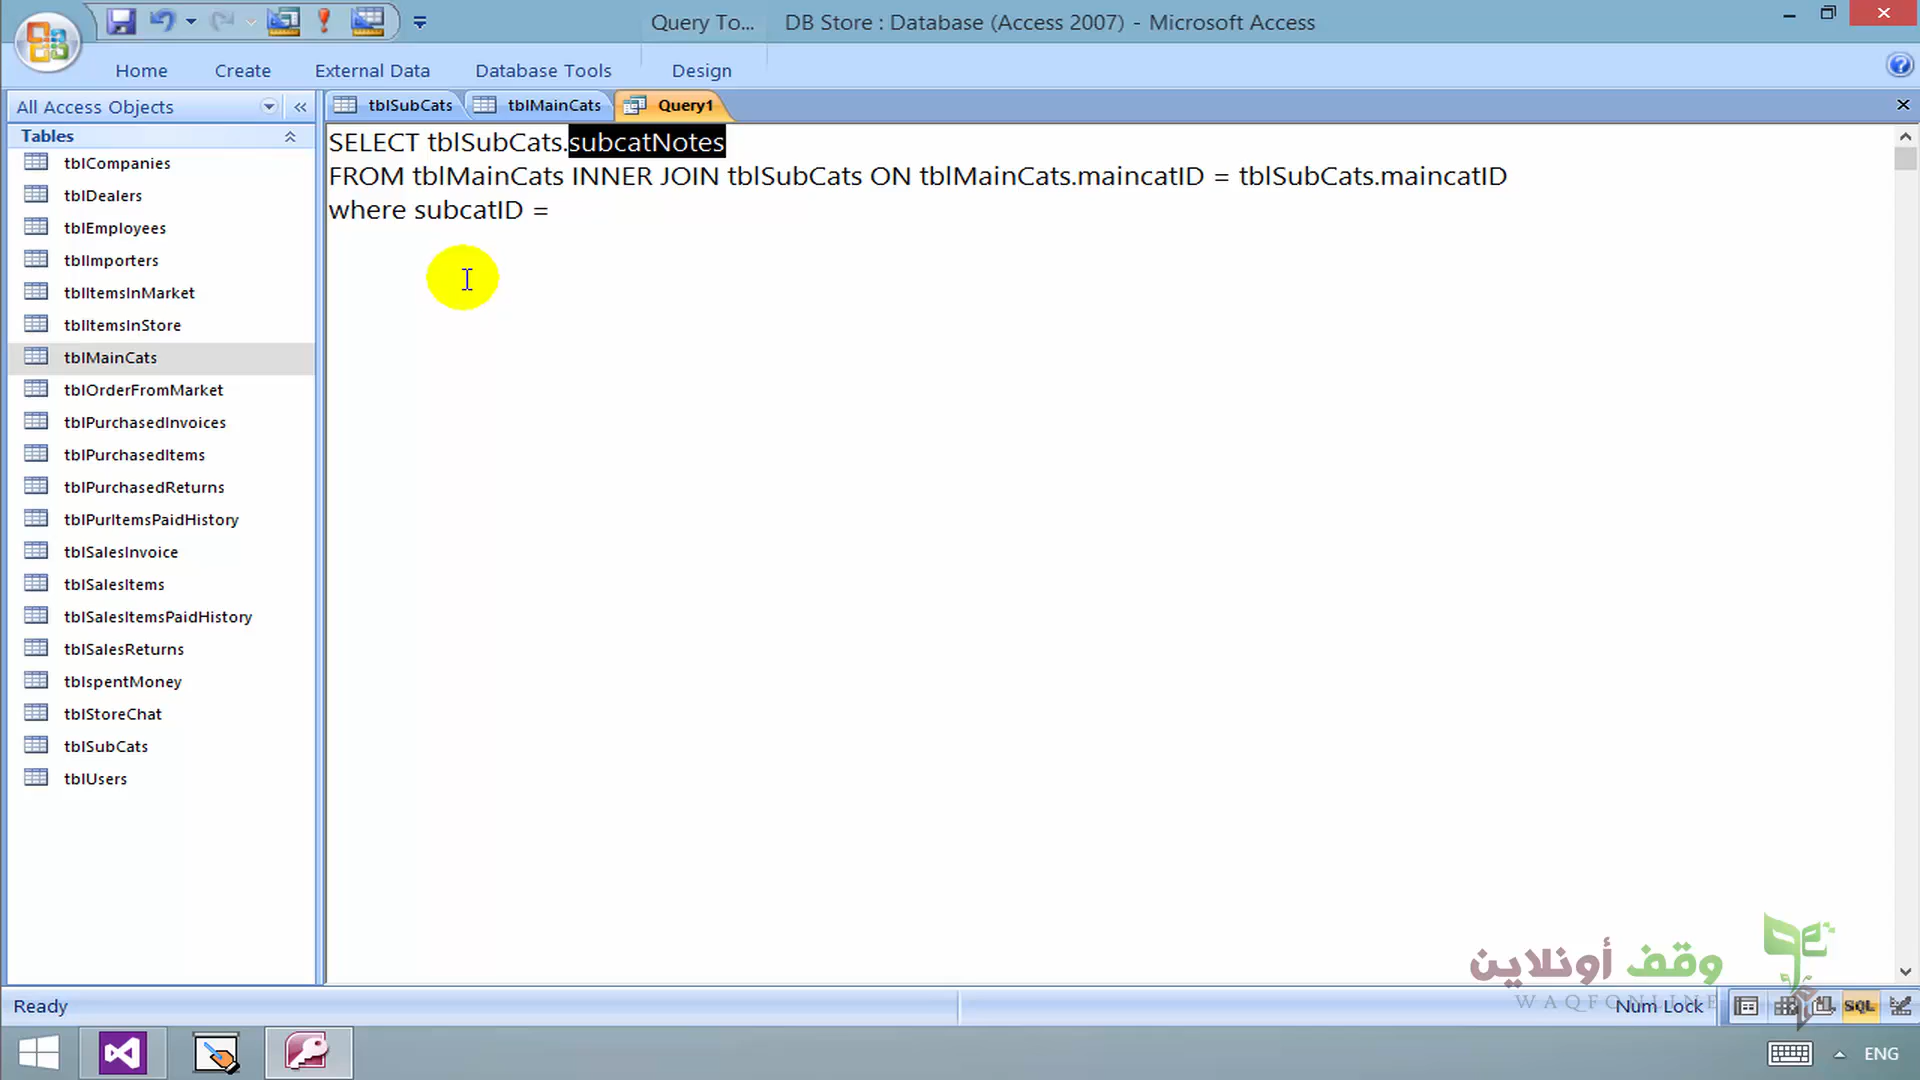 Query To... DB Store : Database (Access 2007) - Microsoft Access
Home Create External Data Database Tools Design
All Access Objects
tblSubCats tblMainCats Query1
Tables
tblCompanies
tblDealers
tblEmployees
tblImporters
tblItemsInMarket
tblItemsInStore
tblMainCats
tblOrderFromMarket
tblPurchasedInvoices
tblPurchasedItems
tblPurchasedReturns
tblPurItemsPaidHistory
tblSalesInvoice
tblSalesItems
tblSalesItemsPaidHistory
tblSalesReturns
tblspentMoney
tblStoreChat
tblSubCats
tblUsers
SELECT tblSubCats.subcatNotes
FROM tblMainCats INNER JOIN tblSubCats ON tblMainCats.maincatID = tblSubCats.maincatID
where subcatID =
وقف أونلاين
WAQFONLINE
Ready Num Lock SQL
ENG